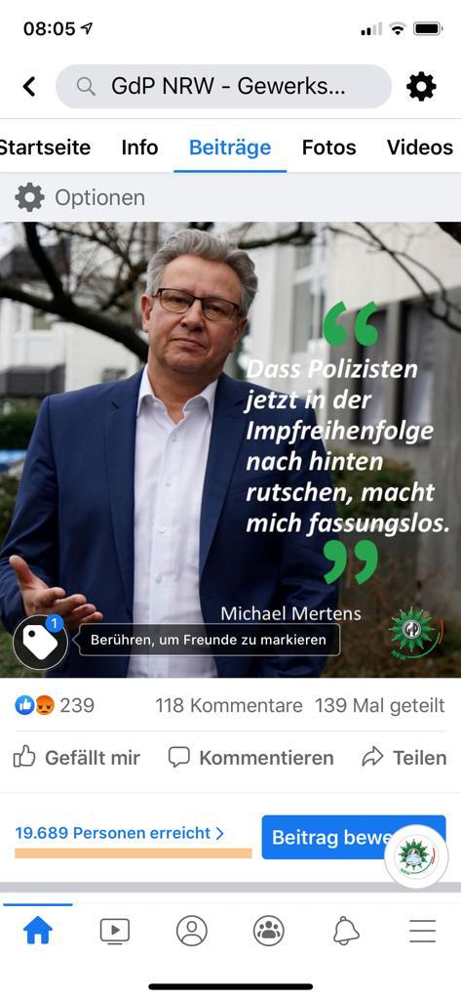 08:05
GdP NRW - Gewerks...
Startseite Info Beiträge Fotos Videos
Optionen
“
Dass Polizisten
jetzt in der
Impfreihenfolge
nach hinten
rutschen, macht
mich fassungslos.
”
Michael Mertens
NRW
1
Berühren, um Freunde zu markieren
239 118 Kommentare 139 Mal geteilt
Gefällt mir Kommentieren Teilen
19.689 Personen erreicht >
Beitrag bewe
NRW